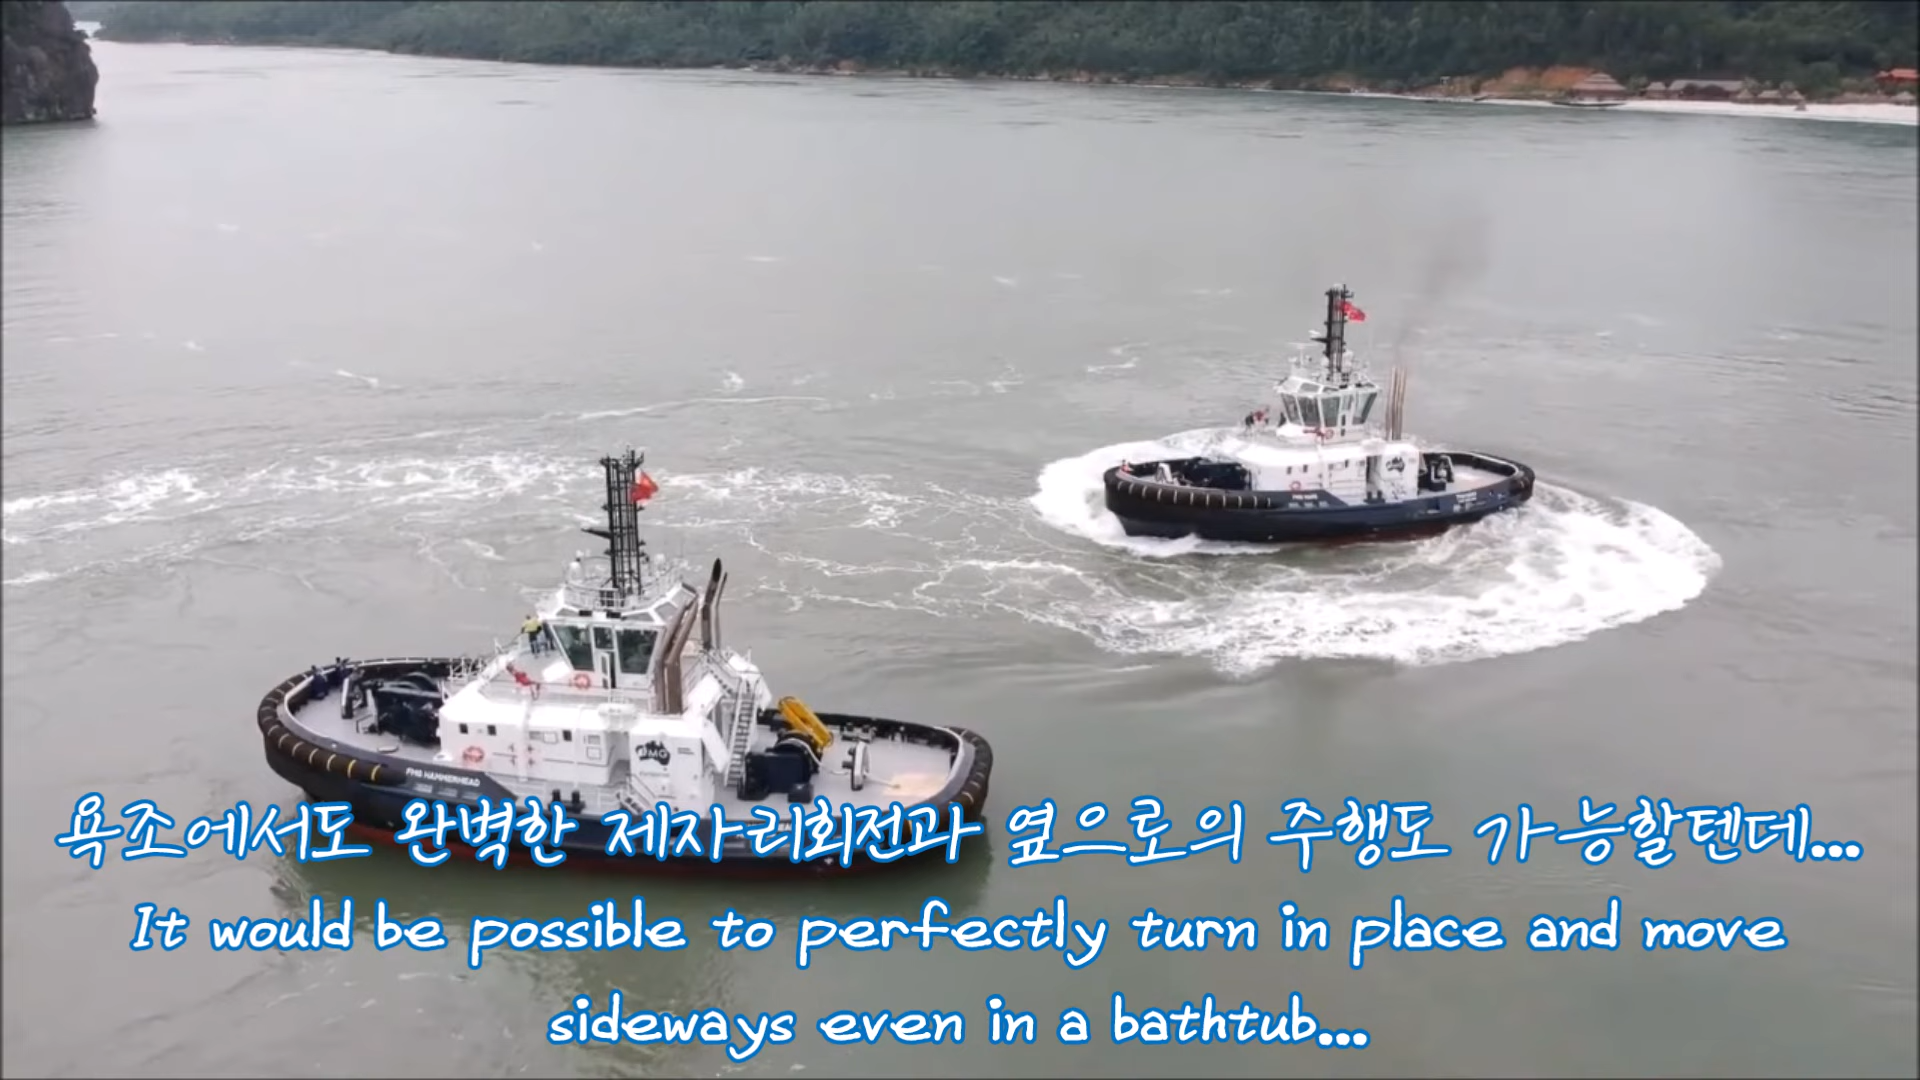 FMG HAMMERHEAD
욕조에서도 완벽한 제자리회전과 옆으로의 주행도 가능할텐데...
It would be possible to perfectly turn in place and move
sideways even in a bathtub...